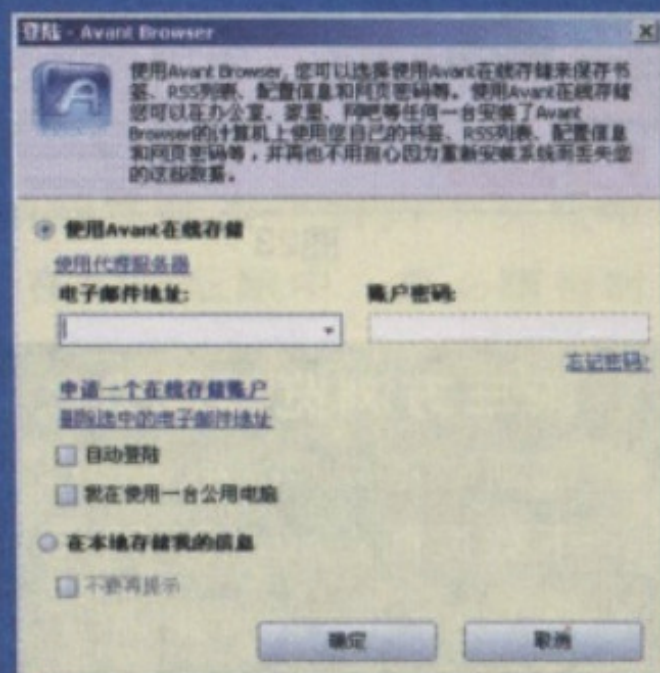 登陆 - Avant Browser
使用Avant Browser, 您可以选择使用Avant在线存储来保存书
签、RSS列表、配置信息和网页密码等。使用Avant在线存储
您可以在办公室、家里、网吧等任何一台安装了Avant
Browser的计算机上使用您自己的书签、RSS列表、配置信息
和网页密码等，并再也不用担心因为重新安装系统而丢失您
的这些数据。
使用Avant在线存储
使用代理服务器
电子邮件地址: 账户密码:
忘记密码?
申请一个在线存储账户
删除选中的电子邮件地址
自动登陆
我在使用一台公用电脑
在本地存储我的信息
不要再提示
确定 取消